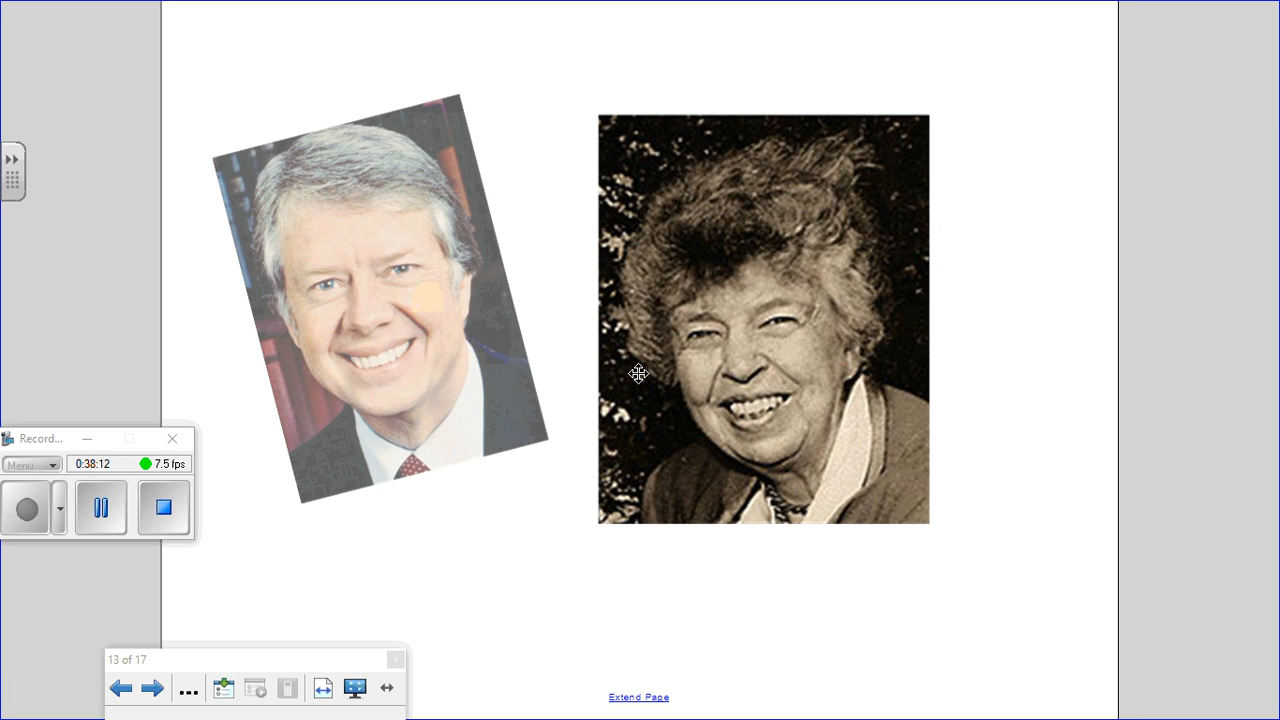 Record...
Menu
0:38:12
7.5 fps
13 of 17
...
Extend Page